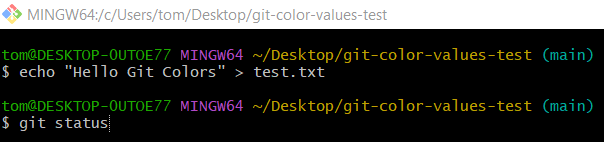 MINGW64:/c/Users/tom/Desktop/git-color-values-test
tom@DESKTOP-OUTOE77 MINGW64 ~/Desktop/git-color-values-test (main)
$ echo "Hello Git Colors" > test.txt
tom@DESKTOP-OUTOE77 MINGW64 ~/Desktop/git-color-values-test (main)
$ git status